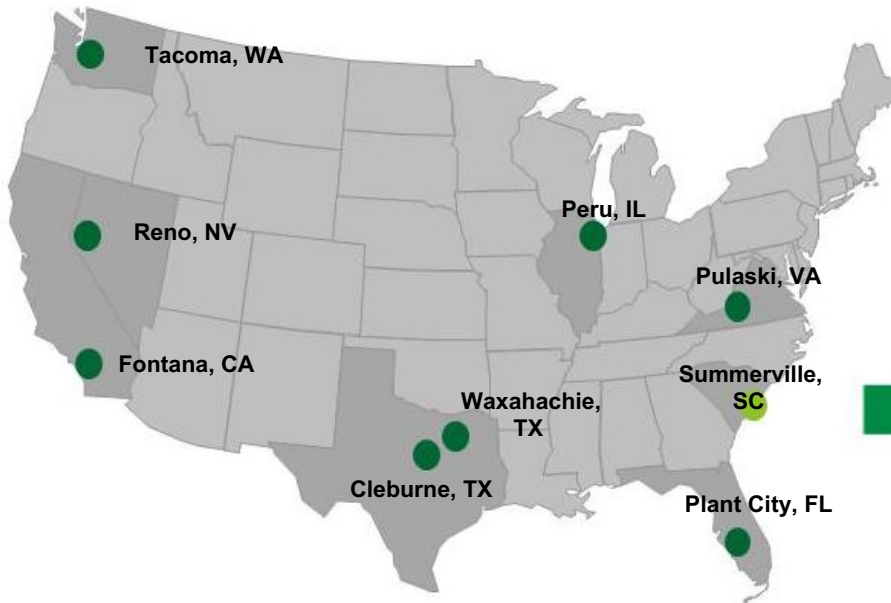 Tacoma, WA
Peru, IL
Reno, NV
Pulaski, VA
Fontana, CA
Summerville,
SC
Waxahachie,
TX
Cleburne, TX
Plant City, FL